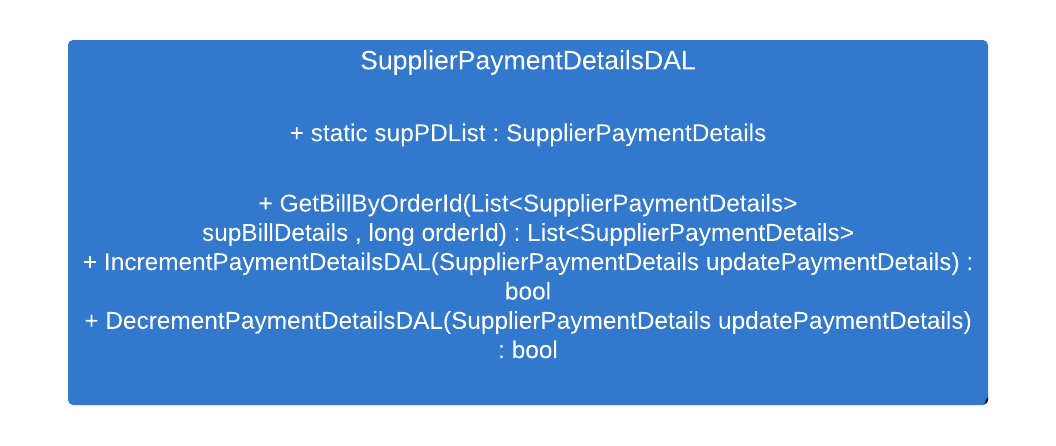 SupplierPaymentDetailsDAL
+ static supPDList : SupplierPaymentDetails
+ GetBillByOrderId(List<SupplierPaymentDetails>
supBillDetails , long orderId) : List<SupplierPaymentDetails>
+ IncrementPaymentDetailsDAL(SupplierPaymentDetails updatePaymentDetails) :
bool
+ DecrementPaymentDetailsDAL(SupplierPaymentDetails updatePaymentDetails)
: bool